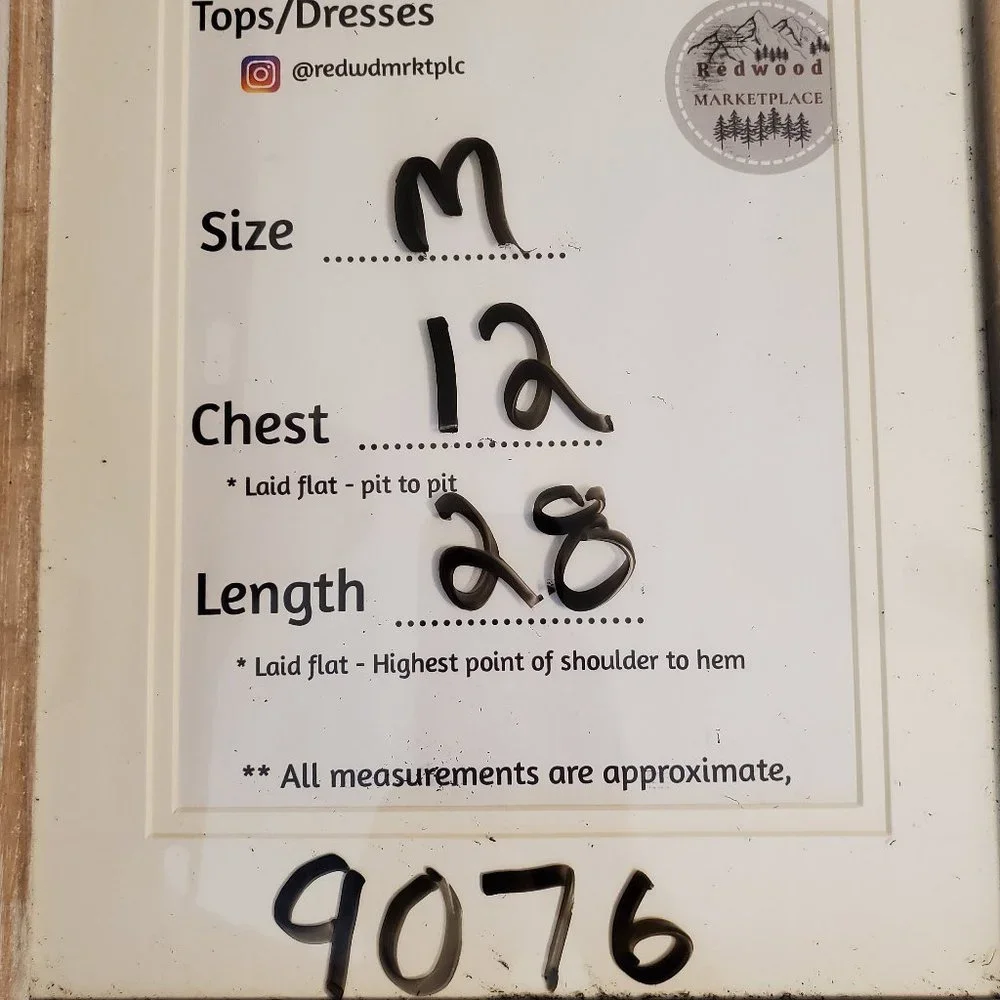 Tops/Dresses
@redwdmrktplc
Redwood
MARKETPLACE
Size M
Chest 12
* Laid flat - pit to pit
Length 28
* Laid flat - Highest point of shoulder to hem
** All measurements are approximate,
9076